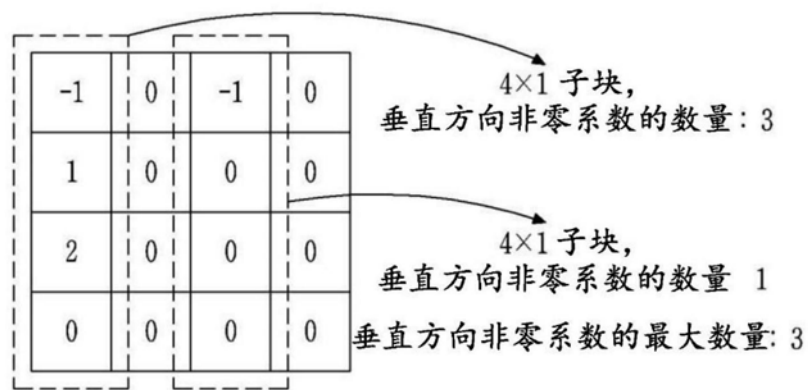 -1 0 -1 0
4×1 子块,
垂直方向非零系数的数量: 3
1 0 0 0
2 0 0 0
4×1 子块,
垂直方向非零系数的数量 1
0 0 0 0
垂直方向非零系数的最大数量: 3